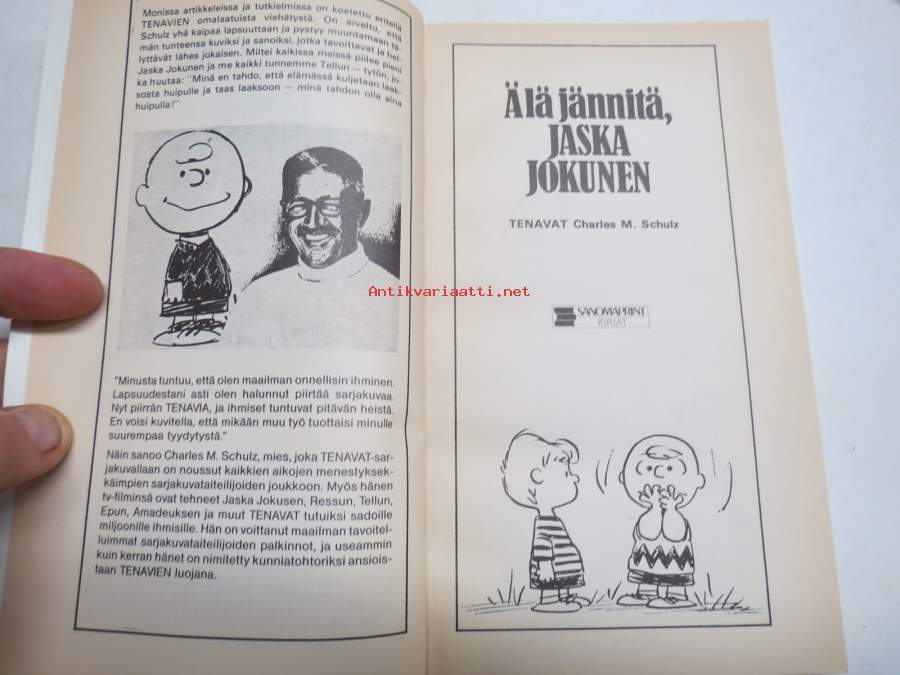 Monissa artikkeleissa ja tutkielmissa on koetettu eritellä
TENAVIEN omalaatuista viehätystä. On arveltu, että
Schulz yhä kaipaa lapsuuttaan ja pystyy muuntamaan tä-
män tunteensa kuviksi ja sanoiksi, jotka tavoittavat ja hel-
lyttävät lähes jokaisen. Miltei kaikissa meissä piilee pieni
Jaska Jokunen ja me kaikki tunnemme Tellun — tytön, jo-
ka huutaa: "Minä en tahdo, että elämässä kuljetaan laak-
sosta huipulle ja taas laaksoon — minä tahdon olla aina
huipulla!"
"Minusta tuntuu, että olen maailman onnellisin ihminen.
Lapsuudestani asti olen halunnut piirtää sarjakuvaa.
Nyt piirrän TENAVIA, ja ihmiset tuntuvat pitävän heistä.
En voisi kuvitella, että mikään muu työ tuottaisi minulle
suurempaa tyydytystä."
Näin sanoo Charles M. Schulz, mies, joka TENAVAT-sar-
jakuvallaan on noussut kaikkien aikojen menestyksek-
käimpien sarjakuvataiteilijoiden joukkoon. Myös hänen
tv-filminsä ovat tehneet Jaska Jokusen, Ressun, Tellun,
Epun, Amadeuksen ja muut TENAVAT tutuiksi sadoille
miljoonille ihmisille. Hän on voittanut maailman tavoitel-
luimmat sarjakuvataiteilijoiden palkinnot, ja useammin
kuin kerran hänet on nimitetty kunniatohtoriksi ansiois-
taan TENAVIEN luojana.
Älä jännitä,
JASKA
JOKUNEN
TENAVAT Charles M. Schulz
SANOMAPRINT
KIRJAT
Antikvariaatti.net